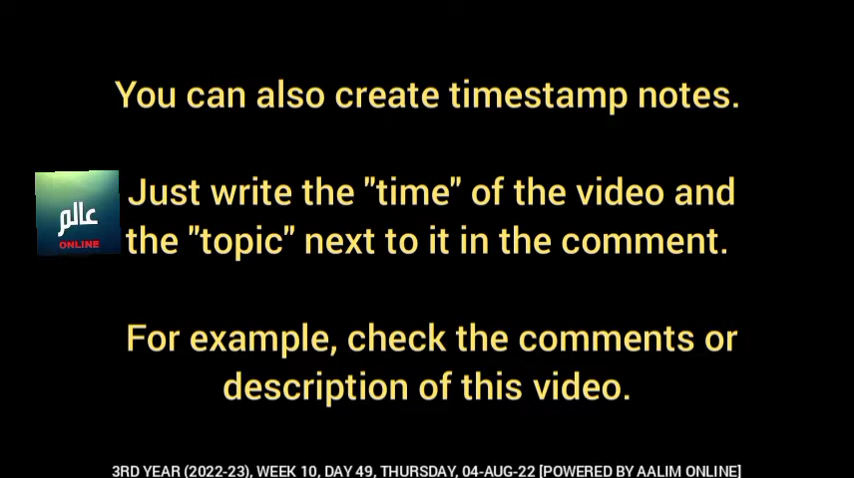 You can also create timestamp notes.
Just write the "time" of the video and
the "topic" next to it in the comment.
عالم
ONLINE
For example, check the comments or
description of this video.
3RD YEAR (2022-23), WEEK 10, DAY 49, THURSDAY, 04-AUG-22 [POWERED BY AALIM ONLINE]